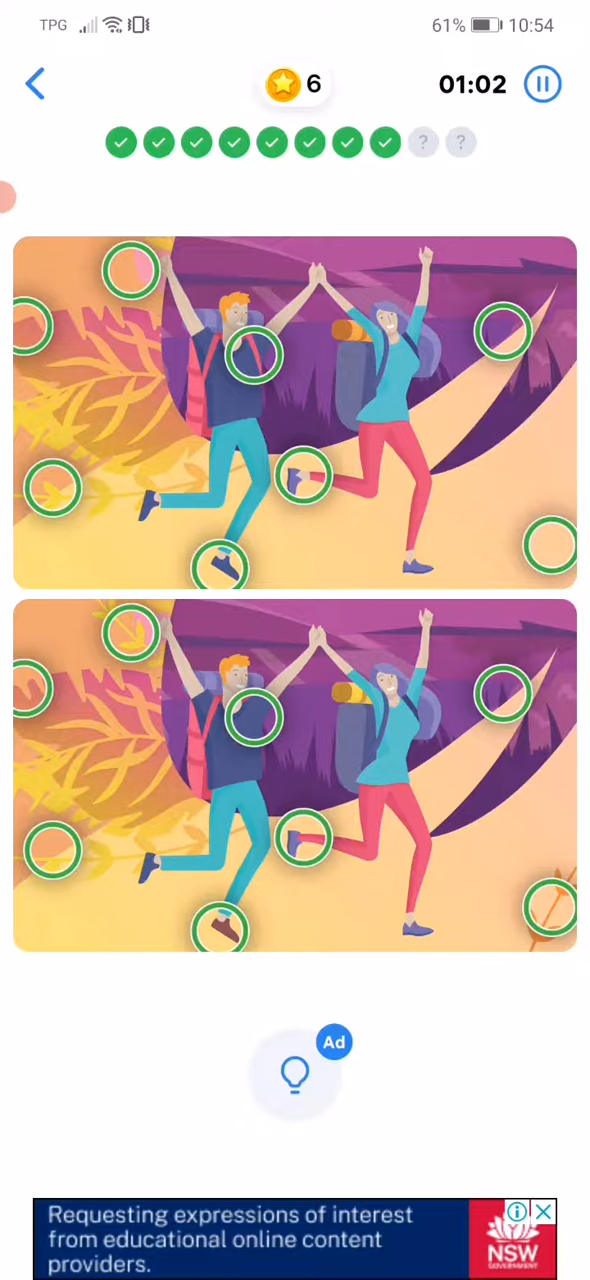 TPG 61% 10:54
6 01:02
? ?
Ad
Requesting expressions of interest
from educational online content
providers.
NSW
GOVERNMENT